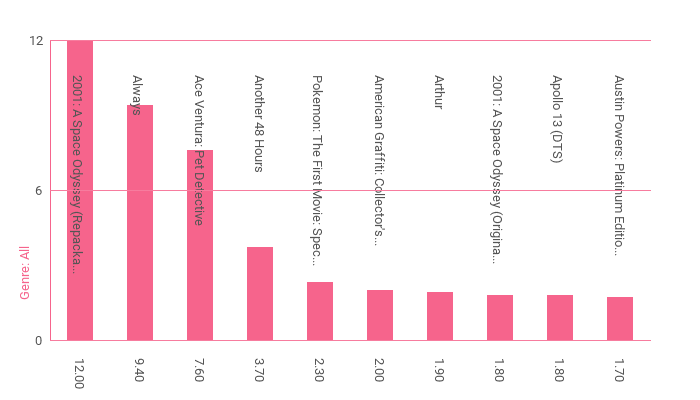 12
6
0
Genre: All
2001: A Space Odyssey (Repacka...
Always
Ace Ventura: Pet Detective
Another 48 Hours
Pokemon: The First Movie: Spec...
American Graffiti: Collector's...
Arthur
2001: A Space Odyssey (Origina...
Apollo 13 (DTS)
Austin Powers: Platinum Editio...
12.00
9.40
7.60
3.70
2.30
2.00
1.90
1.80
1.80
1.70